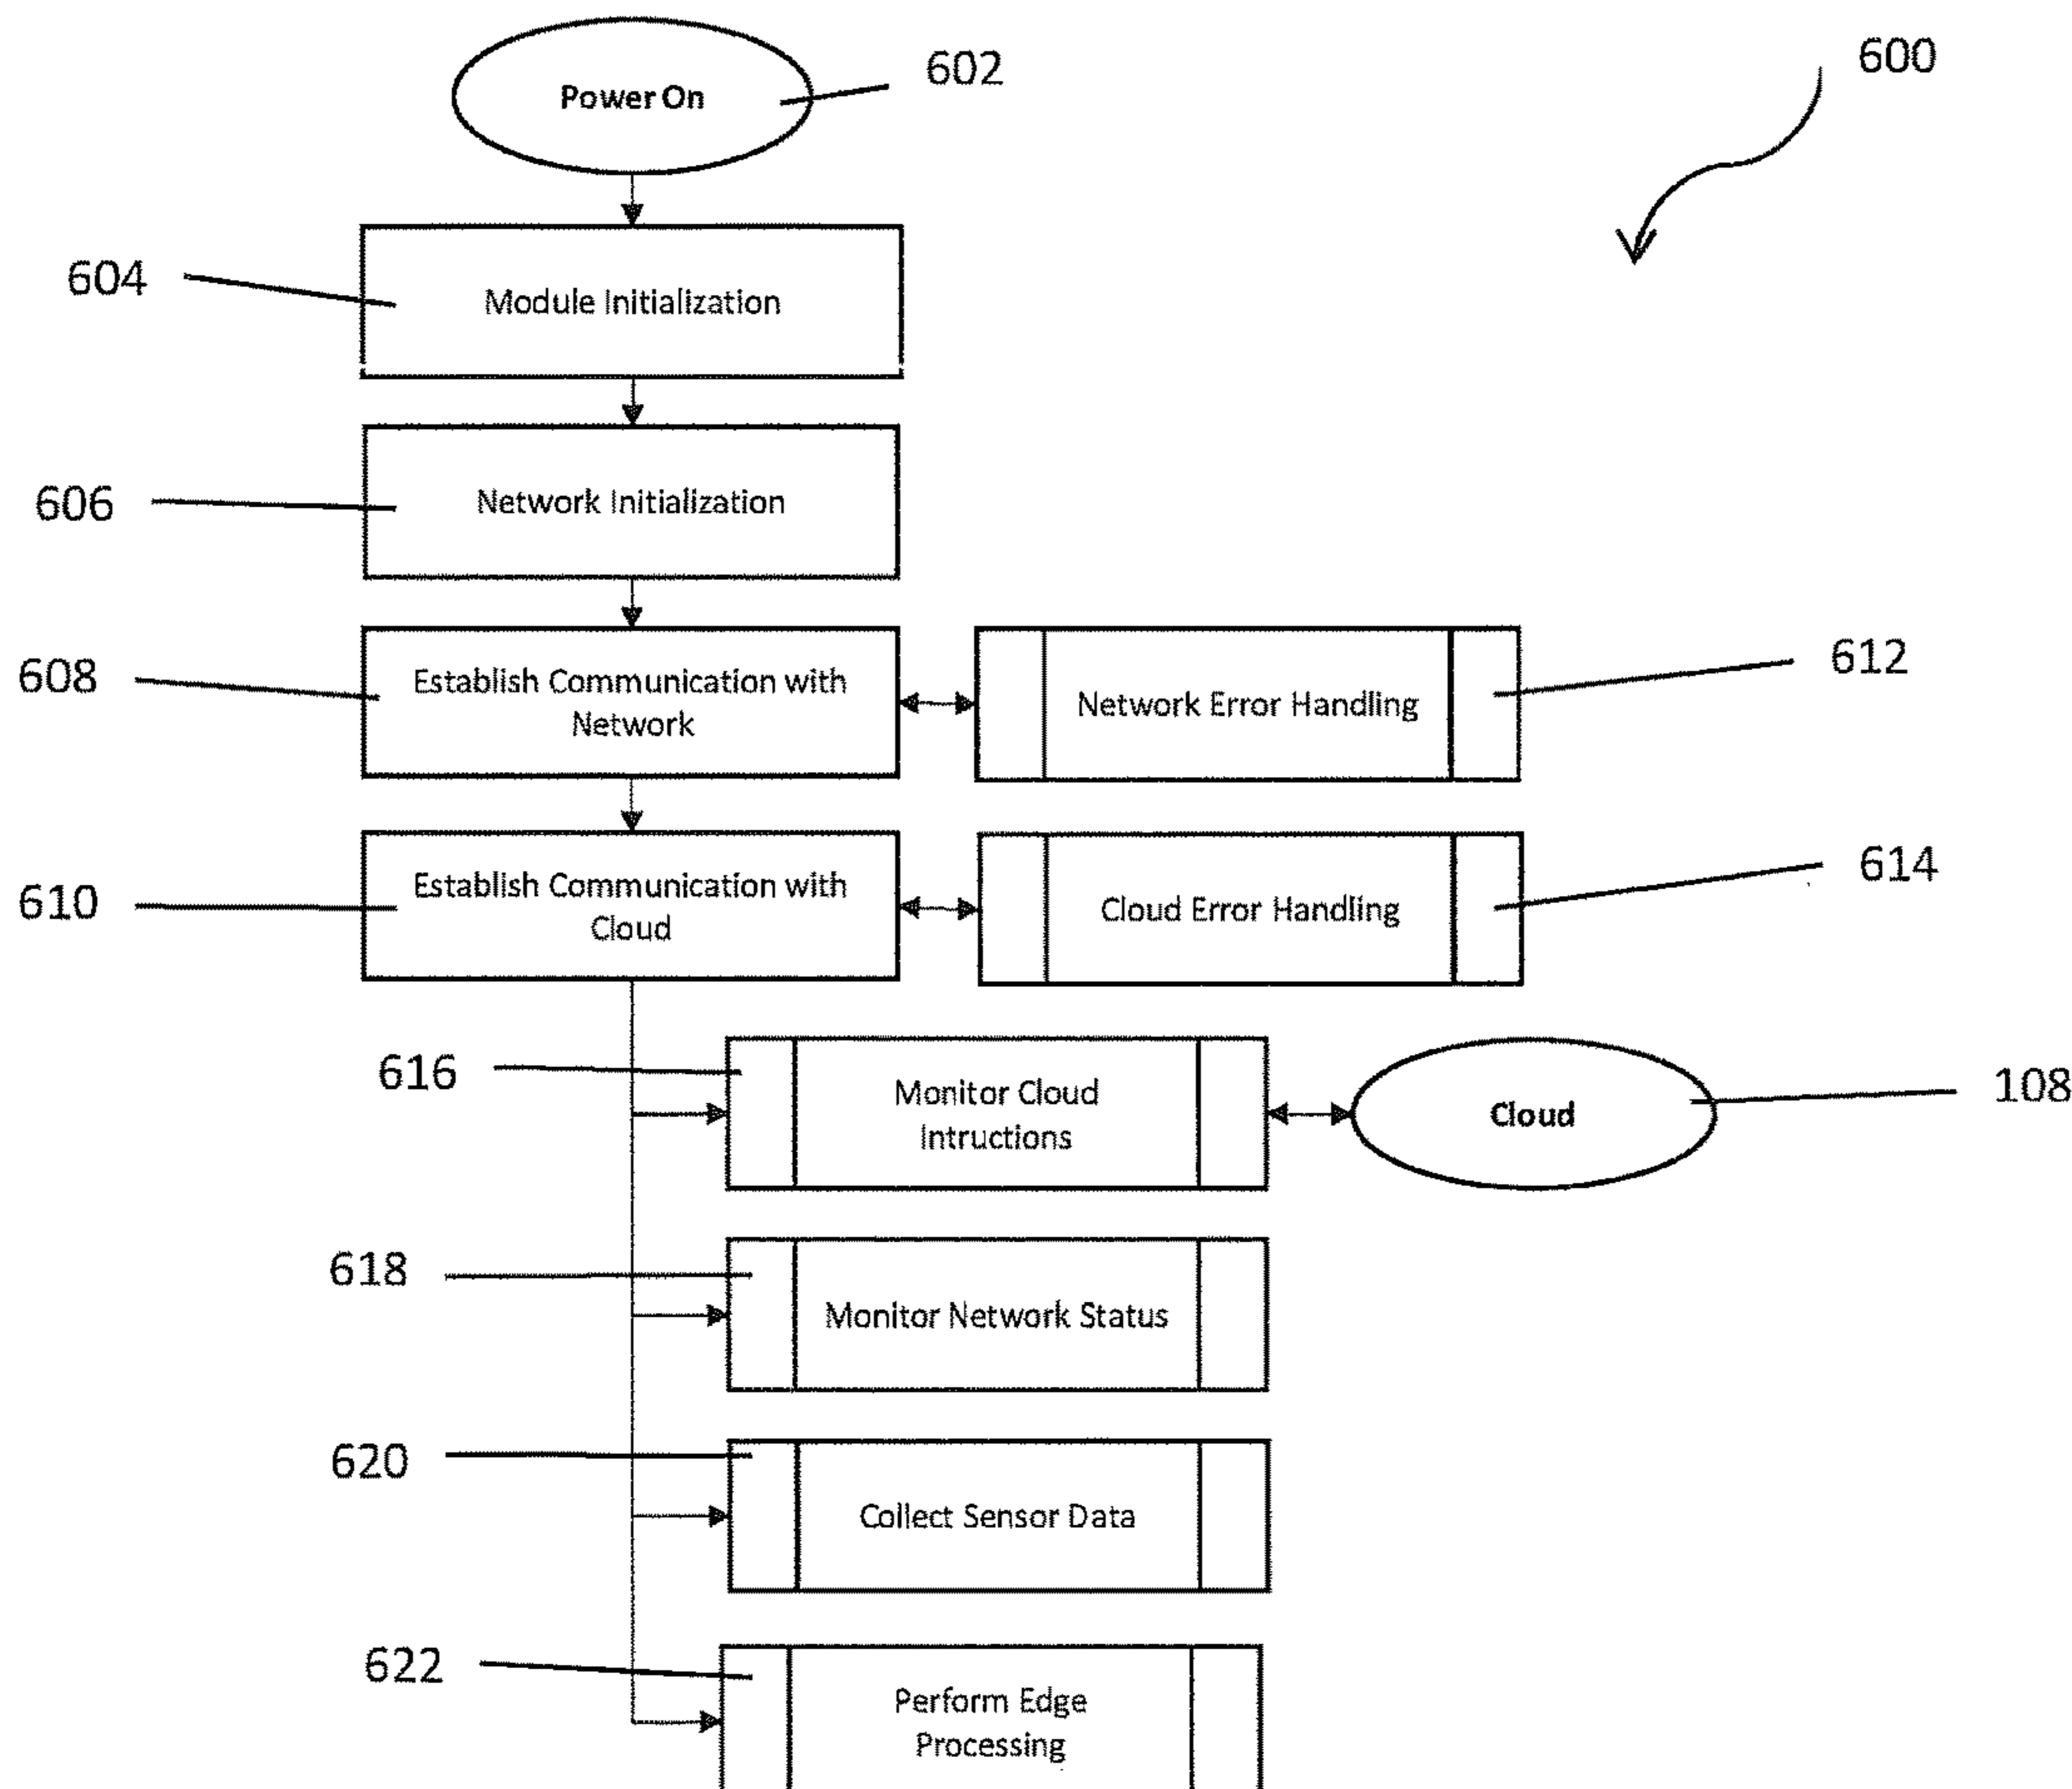 Power On
602
600
604
Module Initialization
606
Network Initialization
608
Establish Communication with
Network
Network Error Handling
612
610
Establish Communication with
Cloud
Cloud Error Handling
614
616
Monitor Cloud
Intructions
Cloud
108
618
Monitor Network Status
620
Collect Sensor Data
622
Perform Edge
Processing